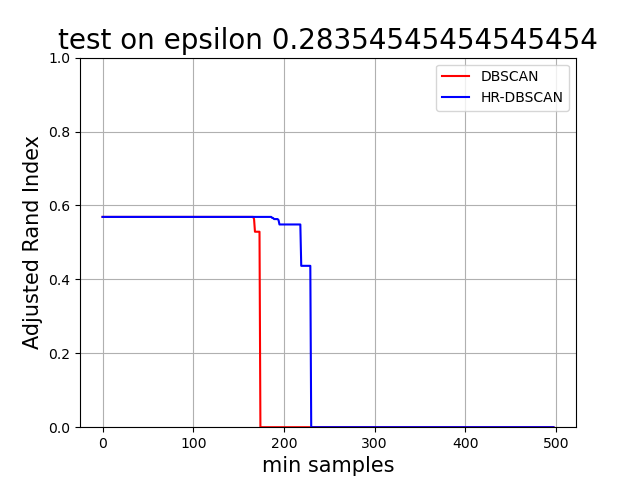 test on epsilon 0.28354545454545454
DBSCAN
HR-DBSCAN
Adjusted Rand Index
1.0
0.8
0.6
0.4
0.2
0.0
0 100 200 300 400 500
min samples